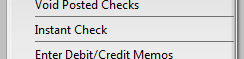 Void Posted Checks
Instant Check
Enter Debit/Credit Memos